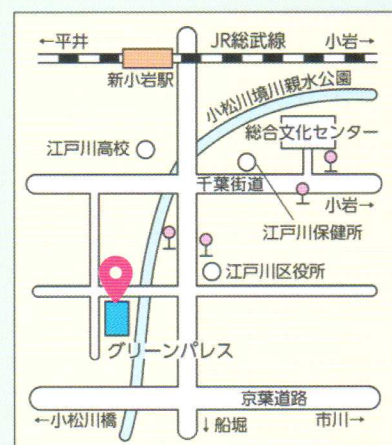 ←平井
JR総武線
小岩→
新小岩駅
小松川境川親水公園
総合文化センター
江戸川高校
千葉街道
小岩→
江戸川保健所
江戸川区役所
グリーンパレス
京葉道路
←小松川橋
↓船堀
市川→